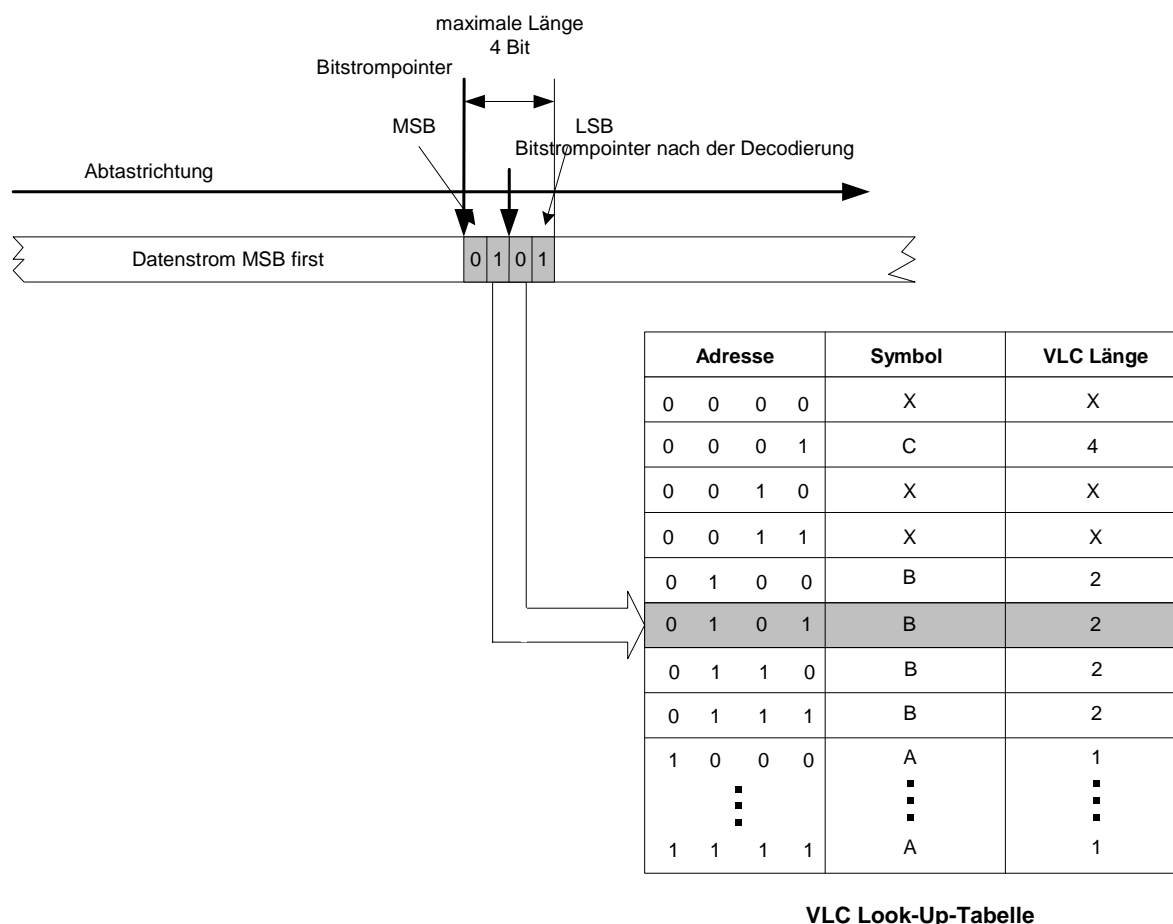 maximale Länge
4 Bit
Bitstrompointer
MSB
LSB
Bitstrompointer nach der Decodierung
Abtastrichtung
Datenstrom MSB first
0 1 0 1
Adresse Symbol VLC Länge
0 0 0 0 X X
0 0 0 1 C 4
0 0 1 0 X X
0 0 1 1 X X
0 1 0 0 B 2
0 1 0 1 B 2
0 1 1 0 B 2
0 1 1 1 B 2
1 0 0 0 A 1
1 1 1 1 A 1
VLC Look-Up-Tabelle